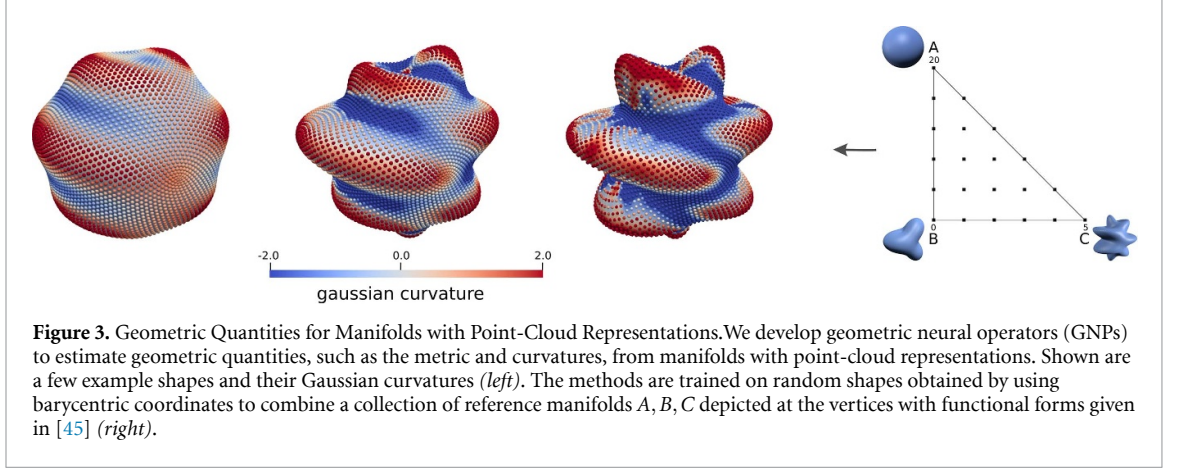 A
20
0
B
5
C
-2.0 0.0 2.0
gaussian curvature
Figure 3. Geometric Quantities for Manifolds with Point-Cloud Representations.We develop geometric neural operators (GNPs)
to estimate geometric quantities, such as the metric and curvatures, from manifolds with point-cloud representations. Shown are
a few example shapes and their Gaussian curvatures (left). The methods are trained on random shapes obtained by using
barycentric coordinates to combine a collection of reference manifolds A, B, C depicted at the vertices with functional forms given
in [45] (right).